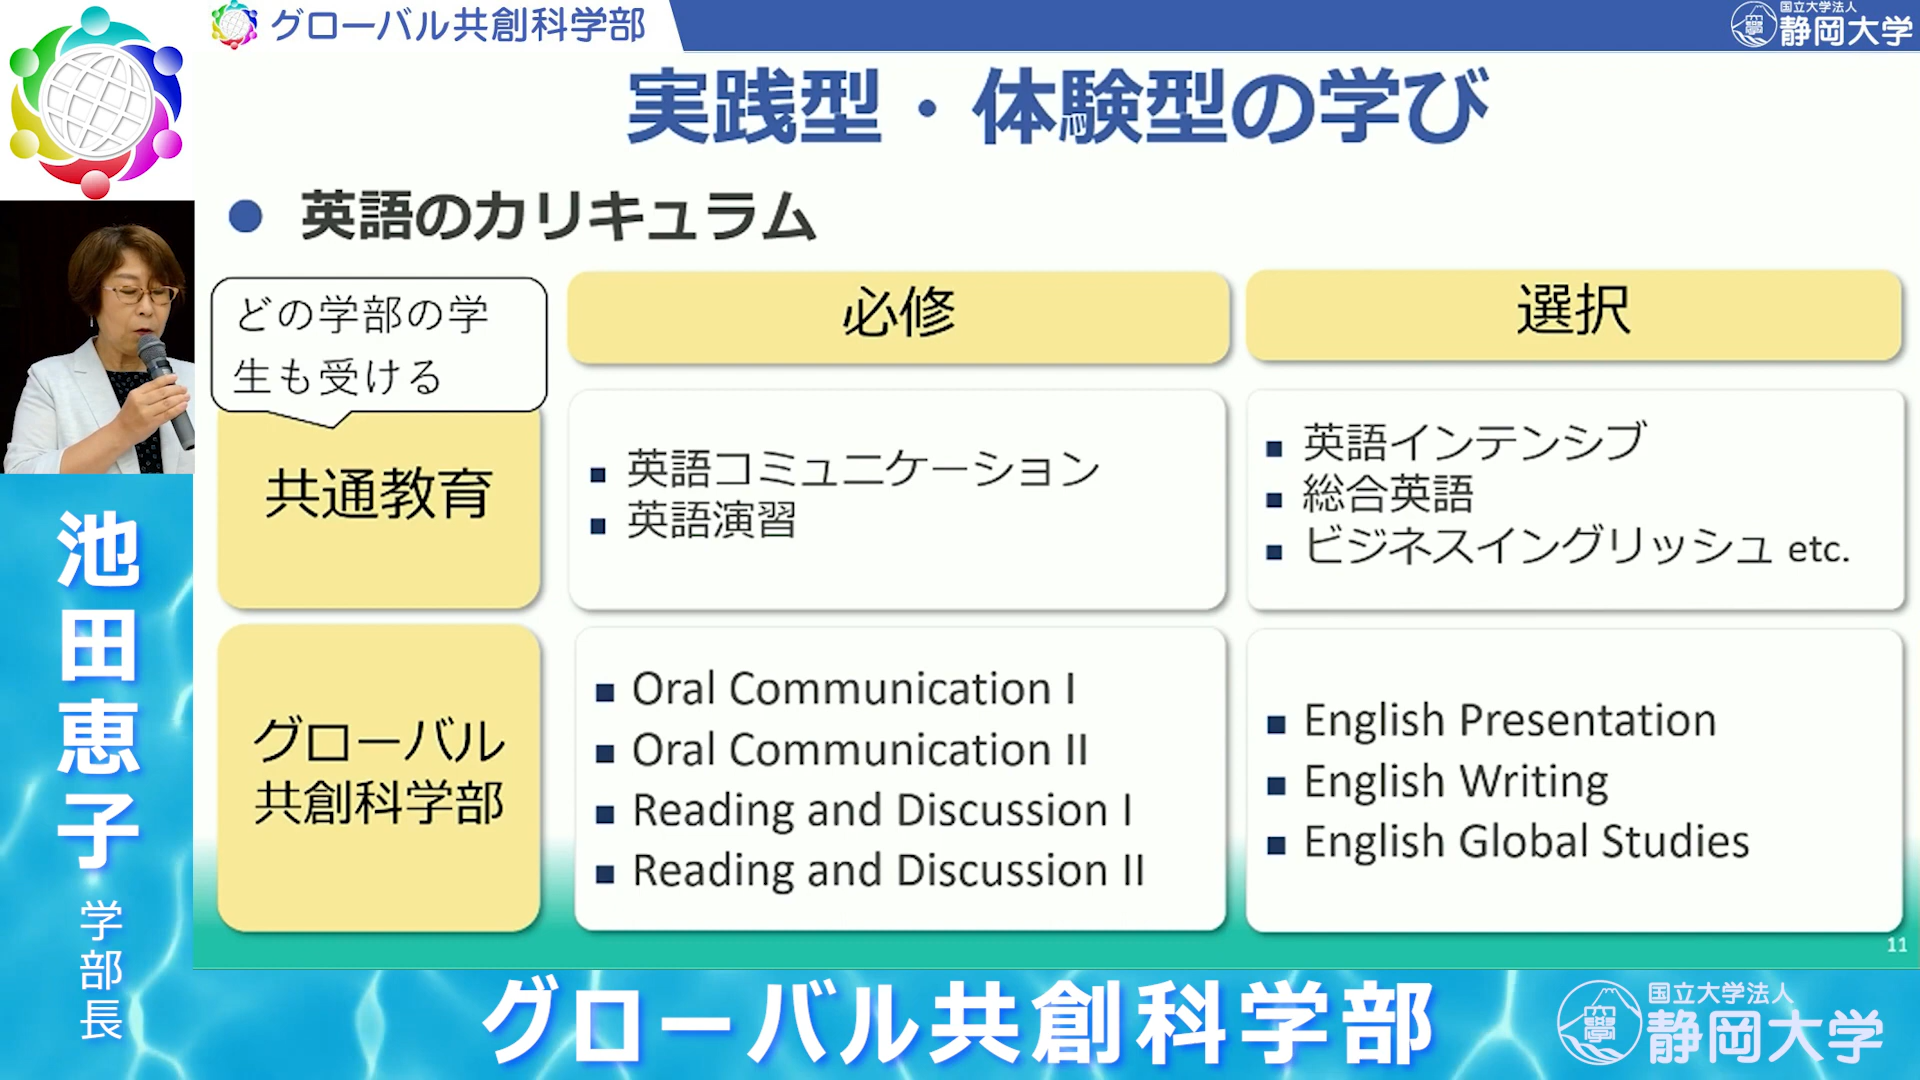 グローバル共創科学部
国立大学法人
静岡大学
実践型・体験型の学び
英語のカリキュラム
どの学部の学
生も受ける
必修
選択
共通教育
英語コミュニケーション
英語演習
英語インテンシブ
総合英語
ビジネスイングリッシュ etc.
グローバル
共創科学部
Oral Communication I
Oral Communication II
Reading and Discussion I
Reading and Discussion II
English Presentation
English Writing
English Global Studies
11
池田恵子
学部長
グローバル共創科学部
国立大学法人
静岡大学